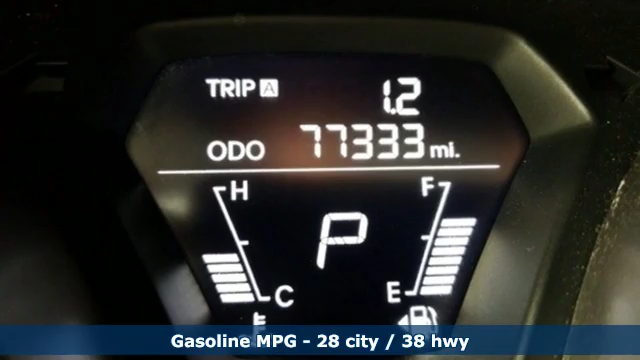 TRIP A 1.2
ODO 77333 mi.
H F
P
C E
Gasoline MPG - 28 city / 38 hwy